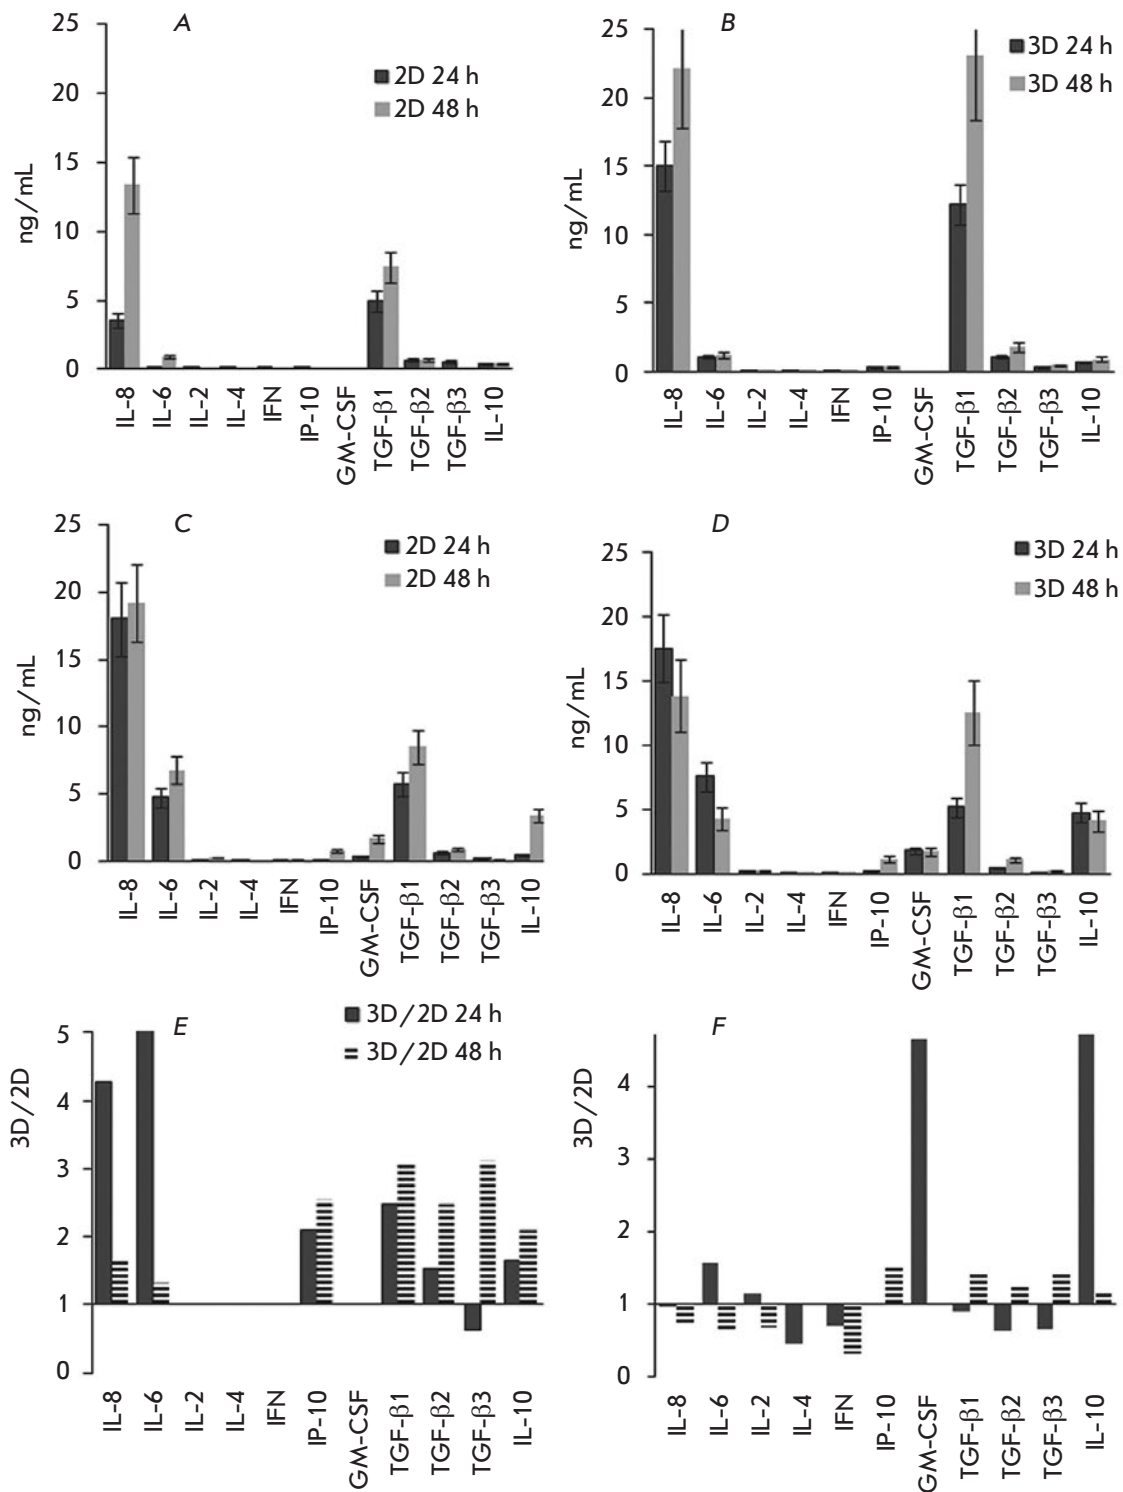 A
25
20
15
10
5
0
ng/mL
2D 24 h
2D 48 h
IL-8
IL-6
IL-2
IL-4
IFN
IP-10
GM-CSF
TGF-β1
TGF-β2
TGF-β3
IL-10
B
25
20
15
10
5
0
ng/mL
3D 24 h
3D 48 h
IL-8
IL-6
IL-2
IL-4
IFN
IP-10
GM-CSF
TGF-β1
TGF-β2
TGF-β3
IL-10
C
25
20
15
10
5
0
ng/mL
2D 24 h
2D 48 h
IL-8
IL-6
IL-2
IL-4
IFN
IP-10
GM-CSF
TGF-β1
TGF-β2
TGF-β3
IL-10
D
25
20
15
10
5
0
ng/mL
3D 24 h
3D 48 h
IL-8
IL-6
IL-2
IL-4
IFN
IP-10
GM-CSF
TGF-β1
TGF-β2
TGF-β3
IL-10
E
5
4
3
2
1
0
3D/2D
3D/2D 24 h
3D/2D 48 h
IL-8
IL-6
IL-2
IL-4
IFN
IP-10
GM-CSF
TGF-β1
TGF-β2
TGF-β3
IL-10
F
4
3
2
1
0
3D/2D
IL-8
IL-6
IL-2
IL-4
IFN
IP-10
GM-CSF
TGF-β1
TGF-β2
TGF-β3
IL-10